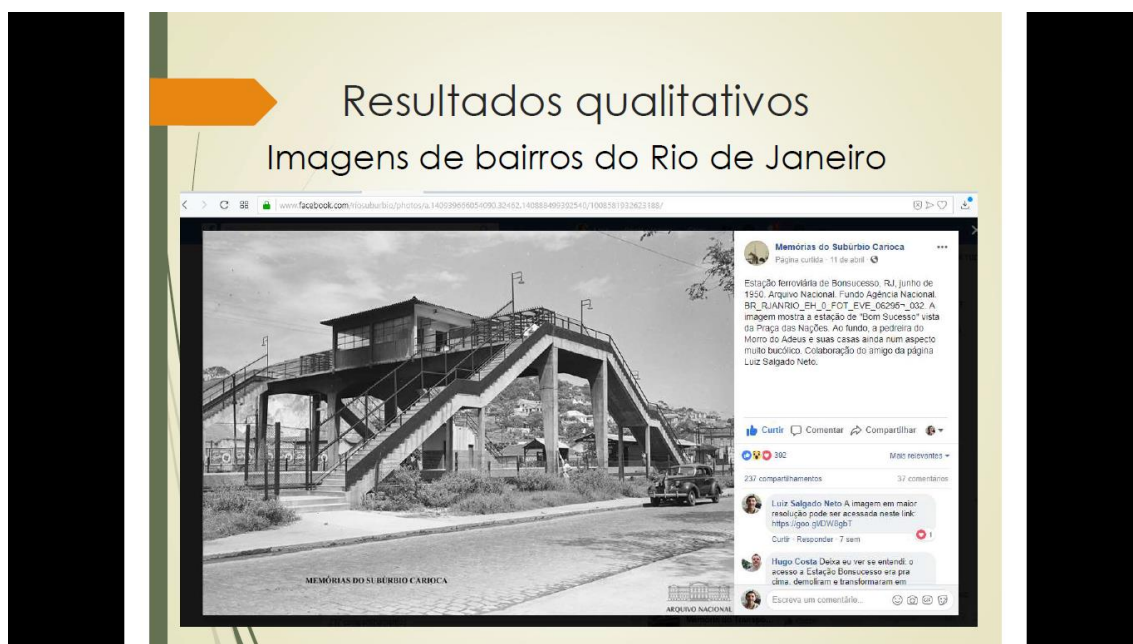 Resultados qualitativos
Imagens de bairros do Rio de Janeiro
Memórias do Subúrbio Carioca
Página curtida · 11 de abril ·
Estação ferroviária de Bonsucesso, RJ, junho de
1950. Arquivo Nacional. Fundo Agência Nacional.
BR_RJANRIO_EH_0_FOT_EVE_06295¬_032. A
imagem mostra a estação de "Bom Sucesso" vista
da Praça das Nações. Ao fundo, a pedreira do
Morro do Adeus e suas casas ainda num aspecto
muito bucólico. Colaboração do amigo da página
Luiz Salgado Neto.
Curtir Comentar Compartilhar
392 Mais relevantes
237 compartilhamentos 37 comentários
Luiz Salgado Neto A imagem em maior
resolução pode ser acessada neste link:
Curtir · Responder · 7 sem 1
Hugo Costa Deixa eu ver se entendi: o
acesso a Estação Bonsucesso era pra
cima, demoliram e transformaram em
Escreva um comentário...
MEMÓRIAS DO SUBÚRBIO CARIOCA
ARQUIVO NACIONAL